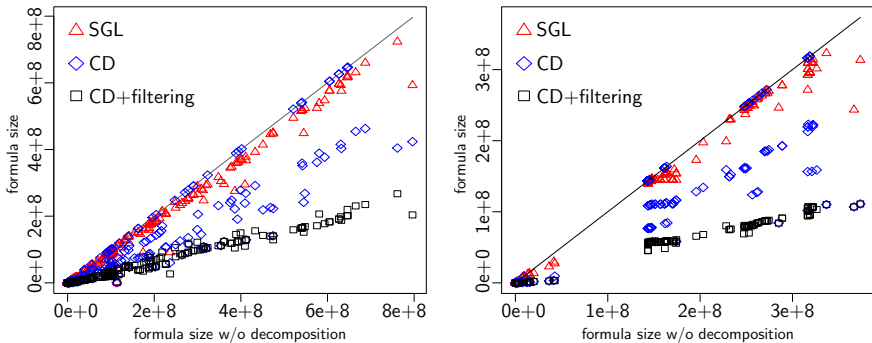 8e+8
6e+8
4e+8
2e+8
0e+0
formula size
SGL
CD
CD+filtering
0e+0 2e+8 4e+8 6e+8 8e+8
formula size w/o decomposition
3e+8
2e+8
1e+8
0e+0
formula size
SGL
CD
CD+filtering
0e+0 1e+8 2e+8 3e+8
formula size w/o decomposition